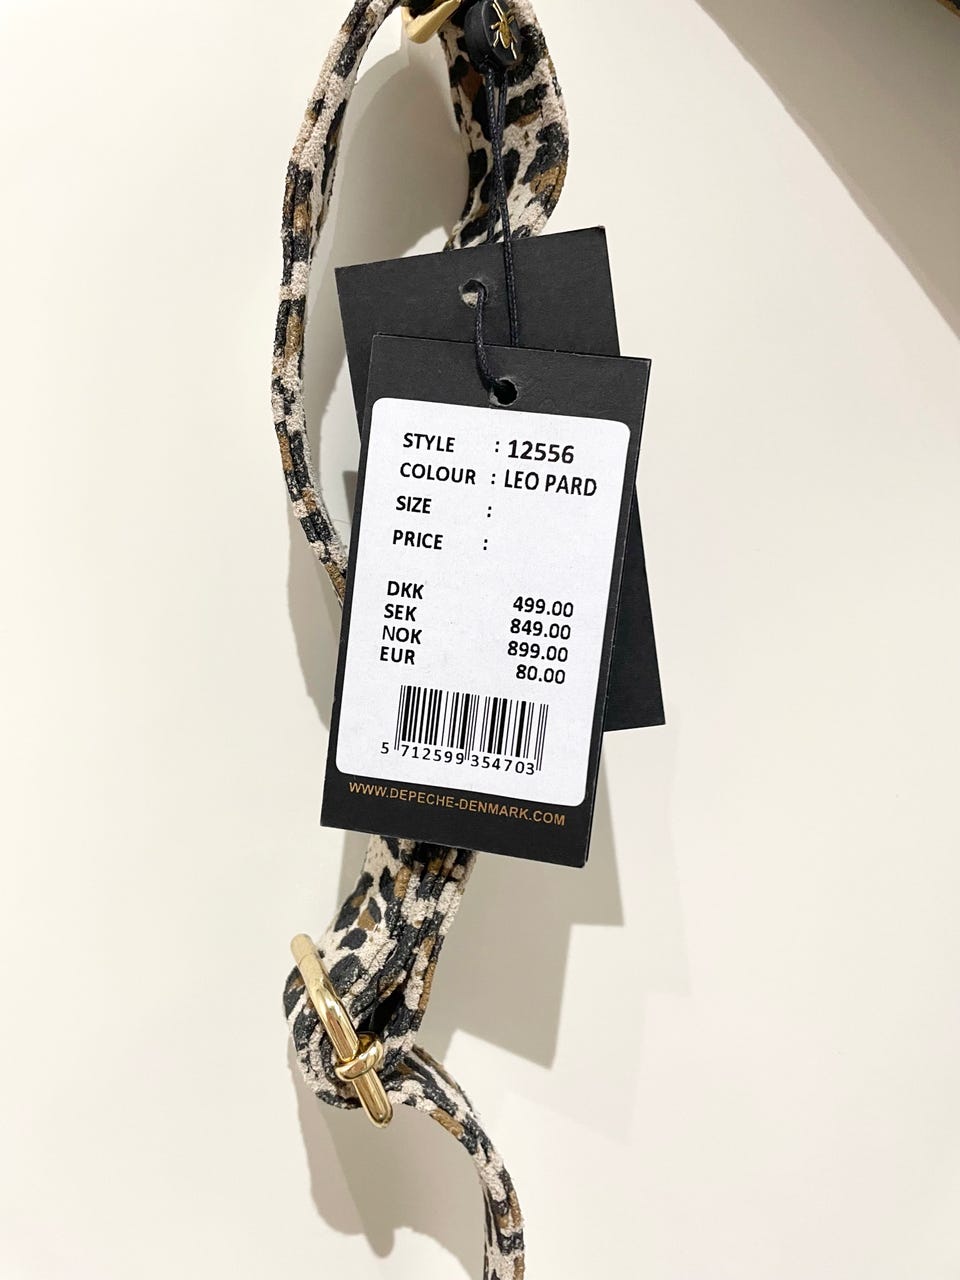 STYLE : 12556
COLOUR : LEO PARD
SIZE :
PRICE :
DKK 499.00
SEK 849.00
NOK 899.00
EUR 80.00
5 712599 354703
WWW.DEPECHE-DENMARK.COM